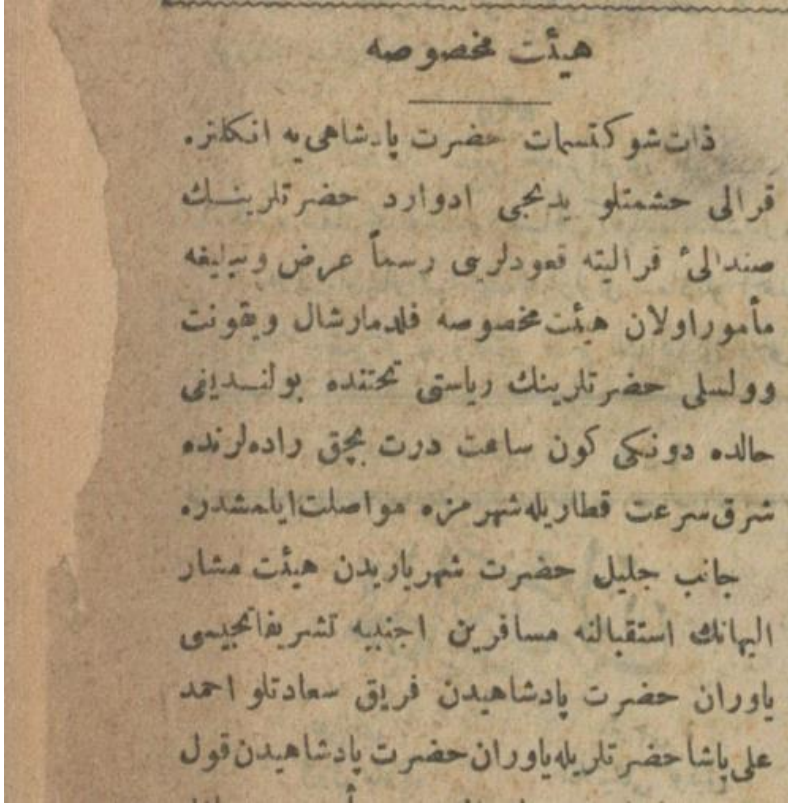 هیئت مخصوصه
ذات شوکتسمات حضرت پادشاهی یه انکلتره
قرالی حشمتلو یدنجی ادوارد حضرتلرینك
صندالیٔ قرالیته قعودلرینی رسماً عرض وتبلیغه
مأمور اولان هیئت مخصوصه فلدمارشال ویقونت
وولسلی حضرتلرینك ریاستی تحتنده بولندیغی
حالده دونکی کون ساعت درت بچق راده‌لرنده
شرق سرعت قطاریله شهرمزه مواصلت ایلمشدر.
جانب جلیل حضرت شهریاریدن هیئت مشار
الیهانك استقبالنه مسافرین اجنبیه تشریفاتجیسی
یاوران حضرت پادشاهیدن فریق سعادتلو احمد
علی پاشا حضرتلریله یاوران حضرت پادشاهیدن قول